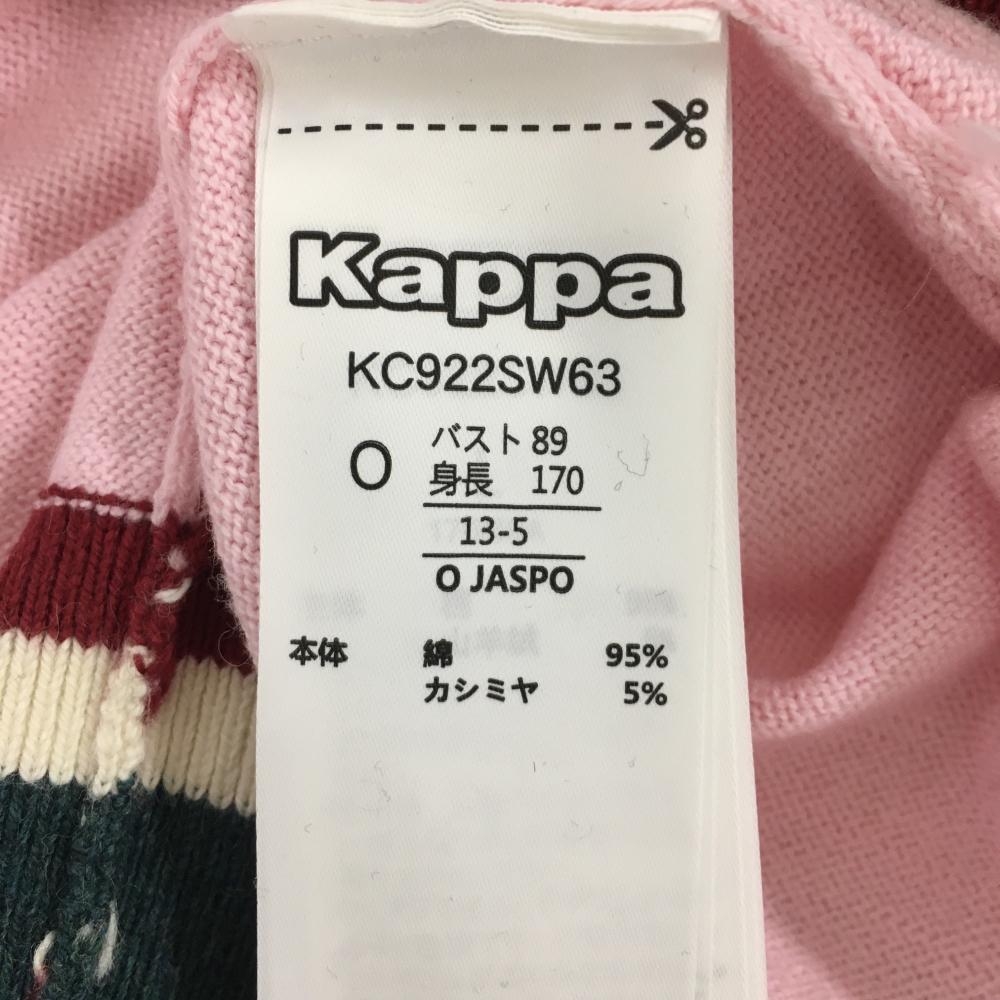 Kappa
KC922SW63
O
バスト 89
身長 170
13-5
O JASPO
本体 綿 95%
カシミヤ 5%